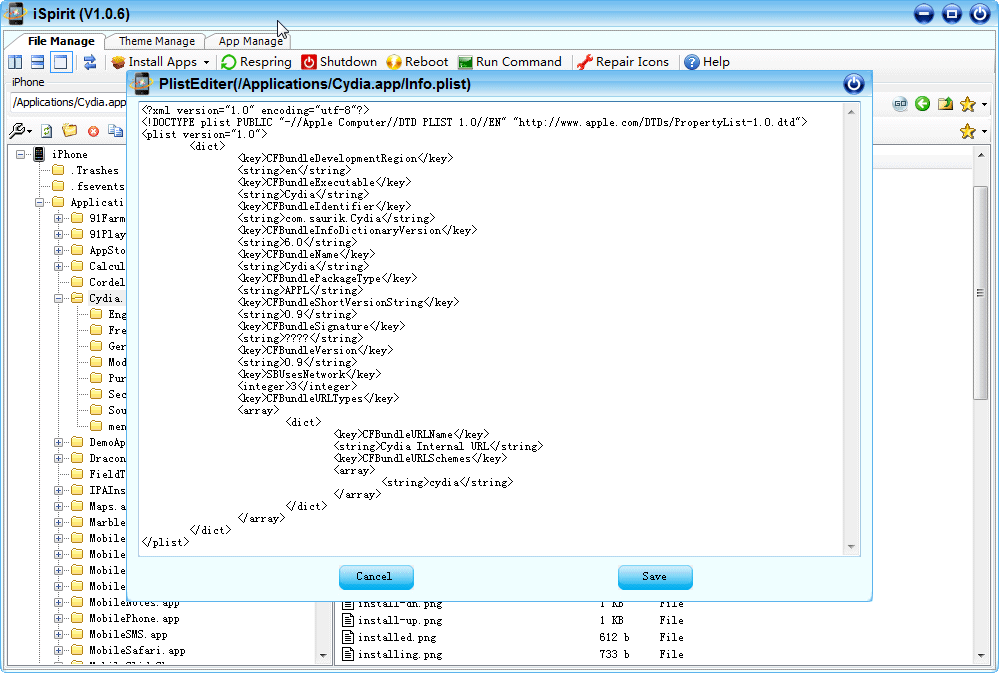 iSpirit (V1.0.6)
File Manage
Theme Manage
App Manage
Install Apps
Respring
Shutdown
Reboot
Run Command
Repair Icons
Help
iPhone
/Applications/Cydia.app
GO
PlistEditer(/Applications/Cydia.app/Info.plist)
<?xml version="1.0" encoding="utf-8"?>
<!DOCTYPE plist PUBLIC "-//Apple Computer//DTD PLIST 1.0//EN" "http://www.apple.com/DTDs/PropertyList-1.0.dtd">
<plist version="1.0">
<dict>
<key>CFBundleDevelopmentRegion</key>
<string>en</string>
<key>CFBundleExecutable</key>
<string>Cydia</string>
<key>CFBundleIdentifier</key>
<string>com.saurik.Cydia</string>
<key>CFBundleInfoDictionaryVersion</key>
<string>6.0</string>
<key>CFBundleName</key>
<string>Cydia</string>
<key>CFBundlePackageType</key>
<string>APPL</string>
<key>CFBundleShortVersionString</key>
<string>0.9</string>
<key>CFBundleSignature</key>
<string>????</string>
<key>CFBundleVersion</key>
<string>0.9</string>
<key>SBUsesNetwork</key>
<integer>3</integer>
<key>CFBundleURLTypes</key>
<array>
<dict>
<key>CFBundleURLName</key>
<string>Cydia Internal URL</string>
<key>CFBundleURLSchemes</key>
<array>
<string>cydia</string>
</array>
</dict>
</array>
</dict>
</plist>
Cancel
Save
iPhone
.Trashes
.fsevents
Applicati
91Farm
91Play
AppSto
Calcul
Cordel
Cydia.
Eng
Fre
Ger
Mod
Pur
Sec
Sou
men
DemoAp
Dracon
FieldT
IPAIns
Maps.a
Marble
Mobile
Mobile
Mobile
Mobile
MobileNotes.app
MobilePhone.app
MobileSMS.app
MobileSafari.app
install-dn.png 1 KB File
install-up.png 1 KB File
installed.png 612 b File
installing.png 733 b File